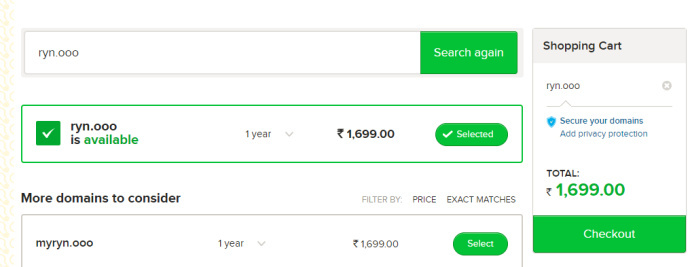 ryn.ooo
Search again
ryn.ooo
is available
1 year
₹ 1,699.00
Selected
More domains to consider
FILTER BY: PRICE EXACT MATCHES
myryn.ooo
1 year
₹ 1,699.00
Select
Shopping Cart
ryn.ooo
Secure your domains
Add privacy protection
TOTAL:
₹ 1,699.00
Checkout